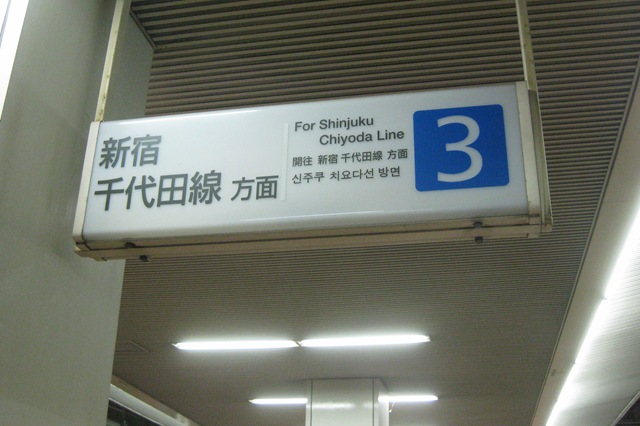 新宿
千代田線 方面
For Shinjuku
Chiyoda Line
開往 新宿 千代田線 方面
신주쿠 치요다선 방면
3